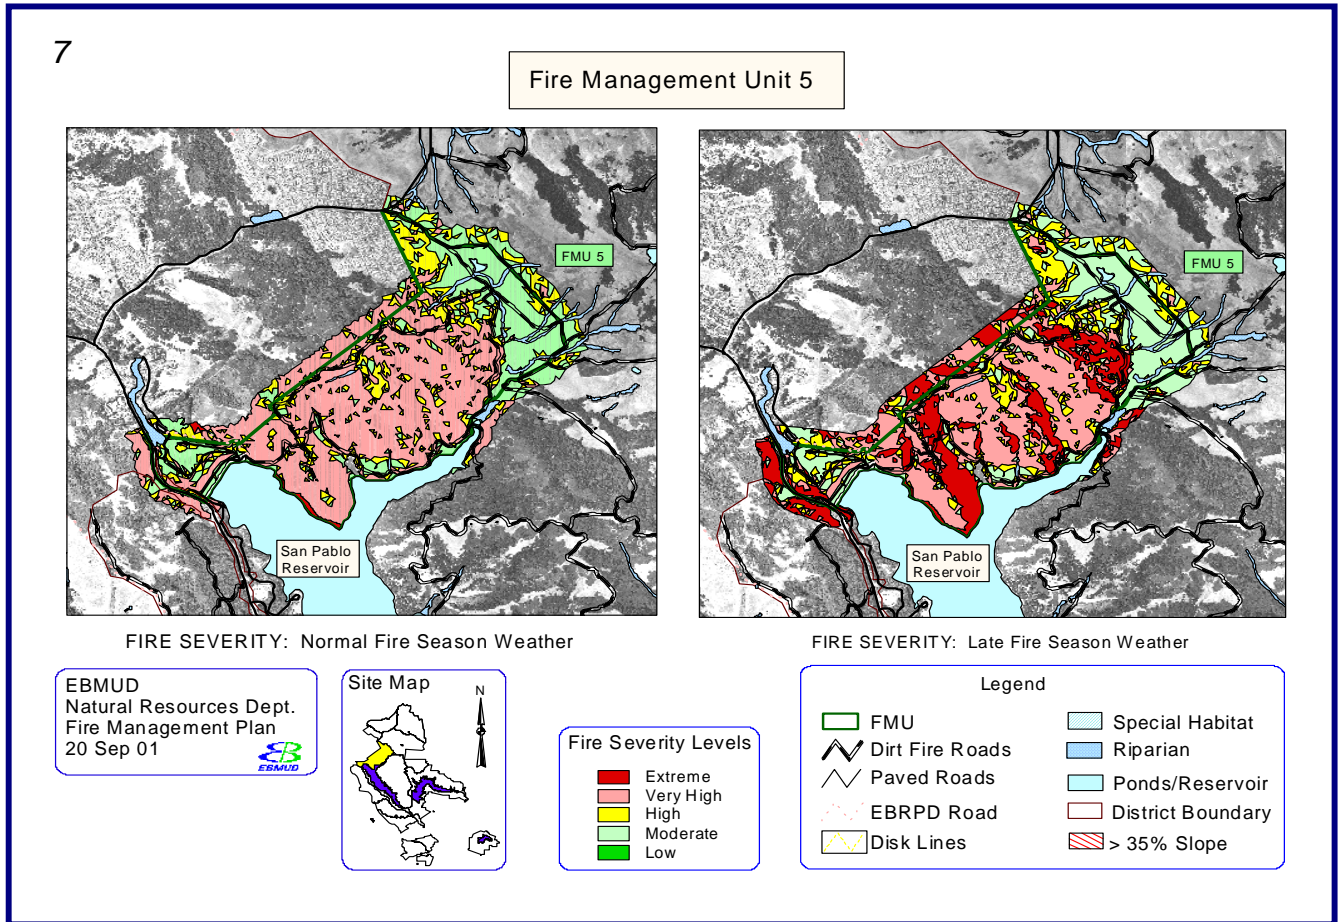 7
Fire Management Unit 5
FMU 5
San Pablo
Reservoir
FMU 5
San Pablo
Reservoir
FIRE SEVERITY: Normal Fire Season Weather
FIRE SEVERITY: Late Fire Season Weather
EBMUD
Natural Resources Dept.
Fire Management Plan
20 Sep 01
EB
EBMUD
Site Map
N
Fire Severity Levels
Extreme
Very High
High
Moderate
Low
Legend
FMU
Dirt Fire Roads
Paved Roads
EBRPD Road
Disk Lines
Special Habitat
Riparian
Ponds/Reservoir
District Boundary
> 35% Slope